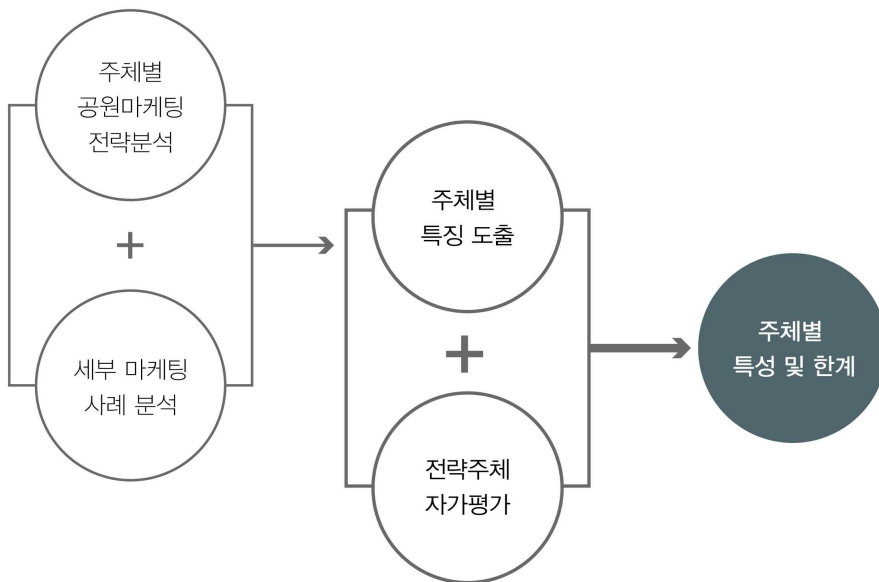 주체별
공원마케팅
전략분석
+
세부 마케팅
사례 분석
주체별
특징 도출
+
전략주체
자가평가
주체별
특성 및 한계